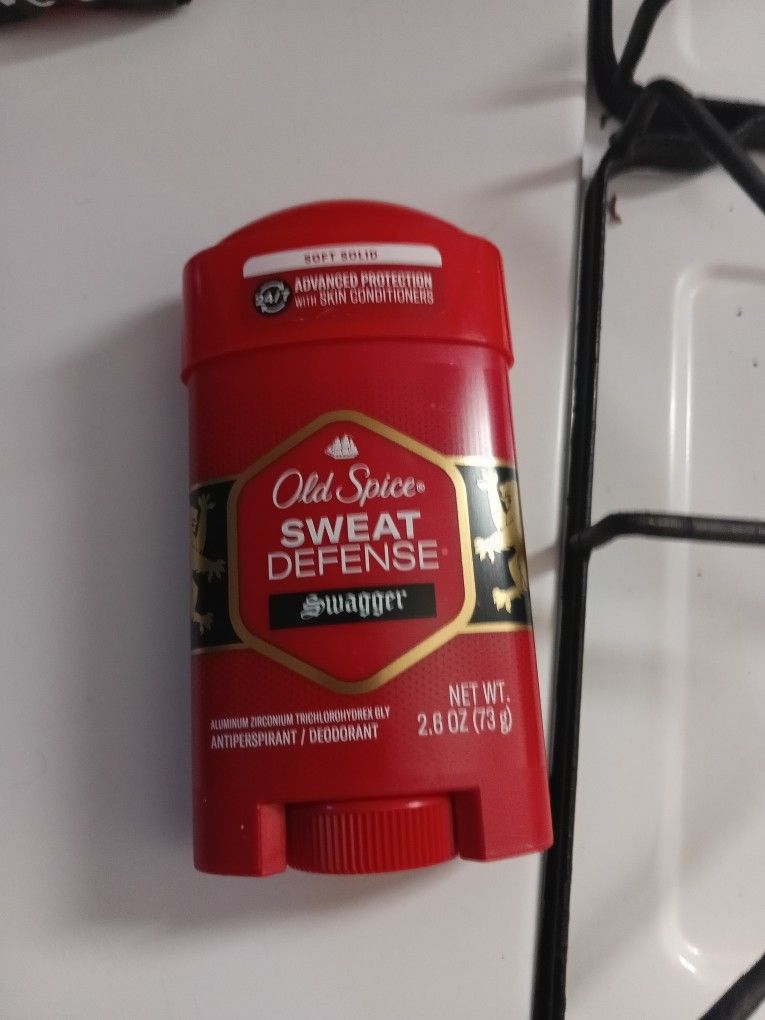 SOFT SOLID
24/7
ADVANCED PROTECTION
WITH SKIN CONDITIONERS
Old Spice®
SWEAT
DEFENSE
Swagger
NET WT.
2.6 OZ (73 g)
ALUMINUM ZIRCONIUM TRICHLOROHYDREX GLY
ANTIPERSPIRANT / DEODORANT